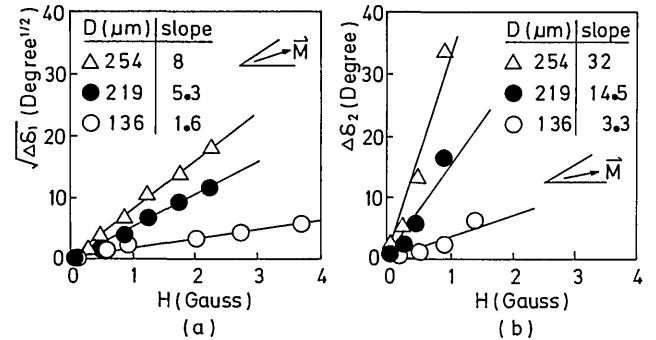 D (μm) slope
△ 254 8
● 219 5.3
○ 136 1.6
M
√Δδ₁ (Degree^1/2)
40
30
20
10
0
0 1 2 3 4
H (Gauss)
(a)
D (μm) slope
△ 254 32
● 219 14.5
○ 136 3.3
M
Δδ₂ (Degree)
40
30
20
10
0
0 1 2 3 4
H (Gauss)
(b)